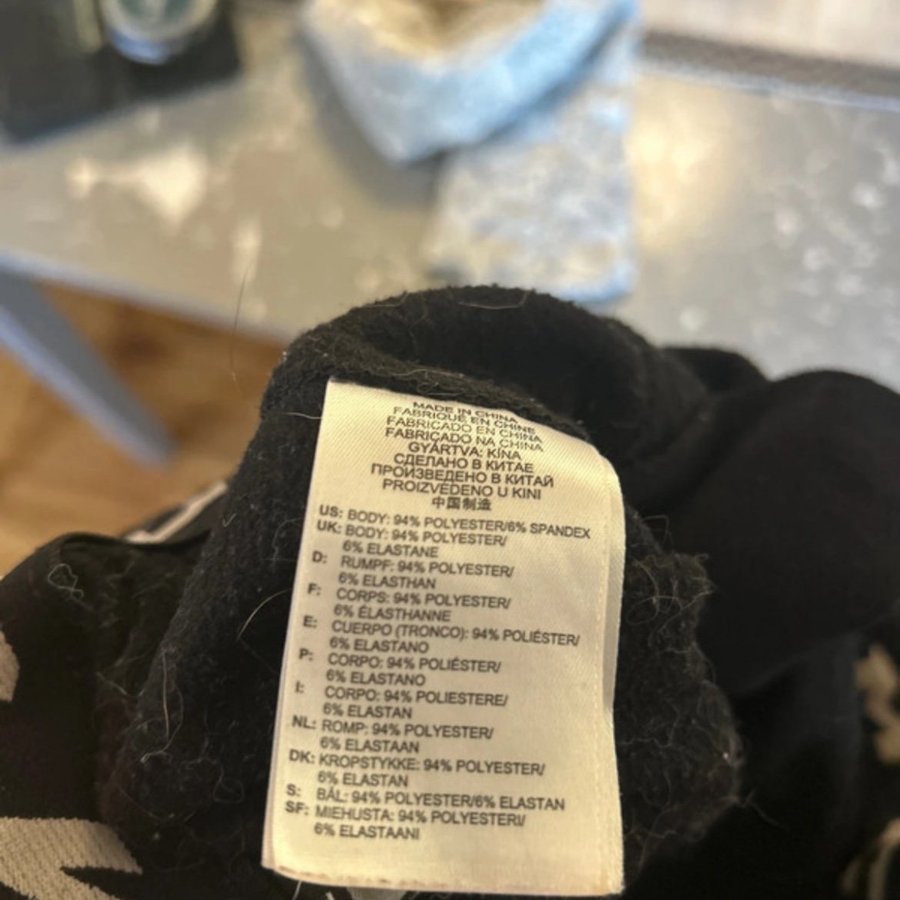 MADE IN CHINA
FABRIQUÉ EN CHINE
FABRICADO EN CHINA
FABRICADO NA CHINA
GYÁRTVA: KÍNA
СДЕЛАНО В КИТАЕ
ПРОИЗВЕДЕНО В КИТАЙ
PROIZVEDENO U KINI
中国制造
US: BODY: 94% POLYESTER/6% SPANDEX
UK: BODY: 94% POLYESTER/
6% ELASTANE
D: RUMPF: 94% POLYESTER/
6% ELASTHAN
F: CORPS: 94% POLYESTER/
6% ÉLASTHANNE
E: CUERPO (TRONCO): 94% POLIÉSTER/
6% ELASTANO
P: CORPO: 94% POLIÉSTER/
6% ELASTANO
I: CORPO: 94% POLIESTERE/
6% ELASTAN
NL: ROMP: 94% POLYESTER/
6% ELASTAAN
DK: KROPSTYKKE: 94% POLYESTER/
6% ELASTAN
S: BÅL: 94% POLYESTER/6% ELASTAN
SF: MIEHUSTA: 94% POLYESTERI/
6% ELASTAANI